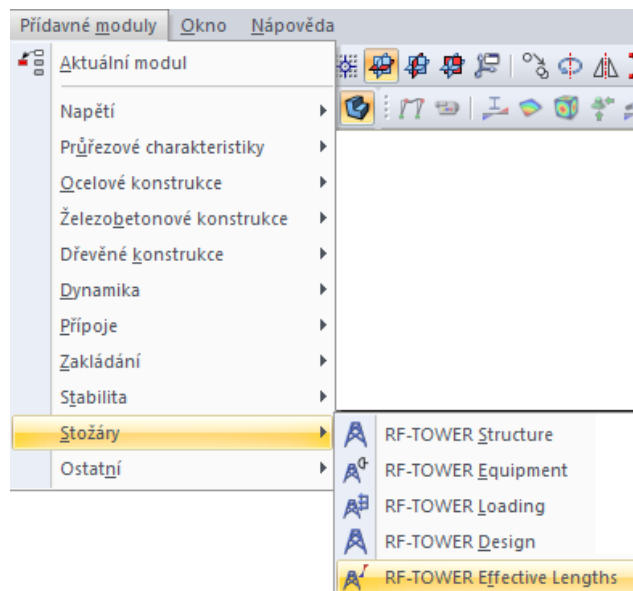 Přídavné moduly Okno Nápověda
Aktuální modul
Napětí
Průřezové charakteristiky
Ocelové konstrukce
Železobetonové konstrukce
Dřevěné konstrukce
Dynamika
Přípoje
Zakládání
Stabilita
Stožáry
Ostatní
RF-TOWER Structure
RF-TOWER Equipment
RF-TOWER Loading
RF-TOWER Design
RF-TOWER Effective Lengths